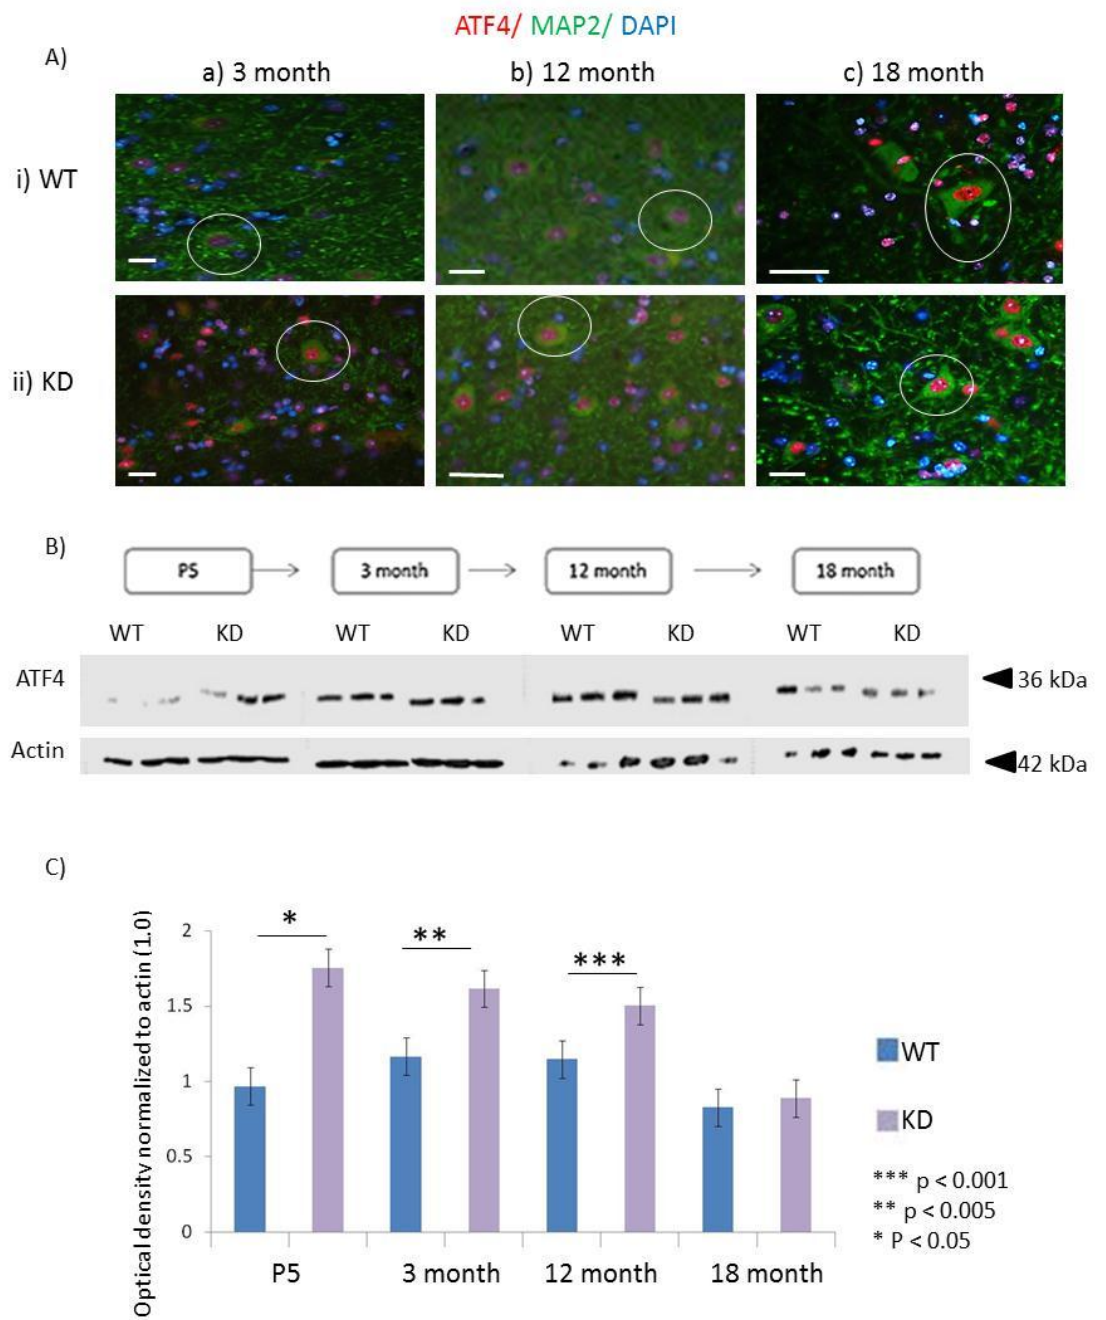 ATF4/ MAP2/ DAPI
A)
a) 3 month b) 12 month c) 18 month
i) WT
ii) KD
B)
P5 3 month 12 month 18 month
WT KD WT KD WT KD WT KD
ATF4 36 kDa
Actin 42 kDa
C)
Optical density normalized to actin (1.0)
2
1.5
1
0.5
0
* ** ***
P5 3 month 12 month 18 month
WT
KD
*** p < 0.001
** p < 0.005
* P < 0.05